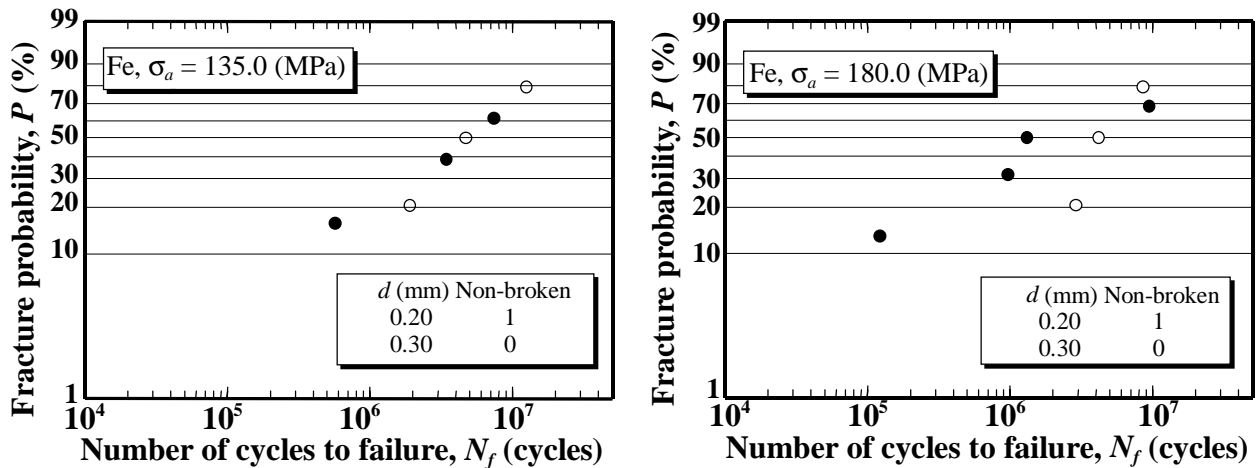 99
90
70
50
30
20
10
1
Fracture probability, P (%)
Fe, σa = 135.0 (MPa)
d (mm) Non-broken
0.20 1
0.30 0
10^4 10^5 10^6 10^7
Number of cycles to failure, Nf (cycles)
99
90
70
50
30
20
10
1
Fracture probability, P (%)
Fe, σa = 180.0 (MPa)
d (mm) Non-broken
0.20 1
0.30 0
10^4 10^5 10^6 10^7
Number of cycles to failure, Nf (cycles)